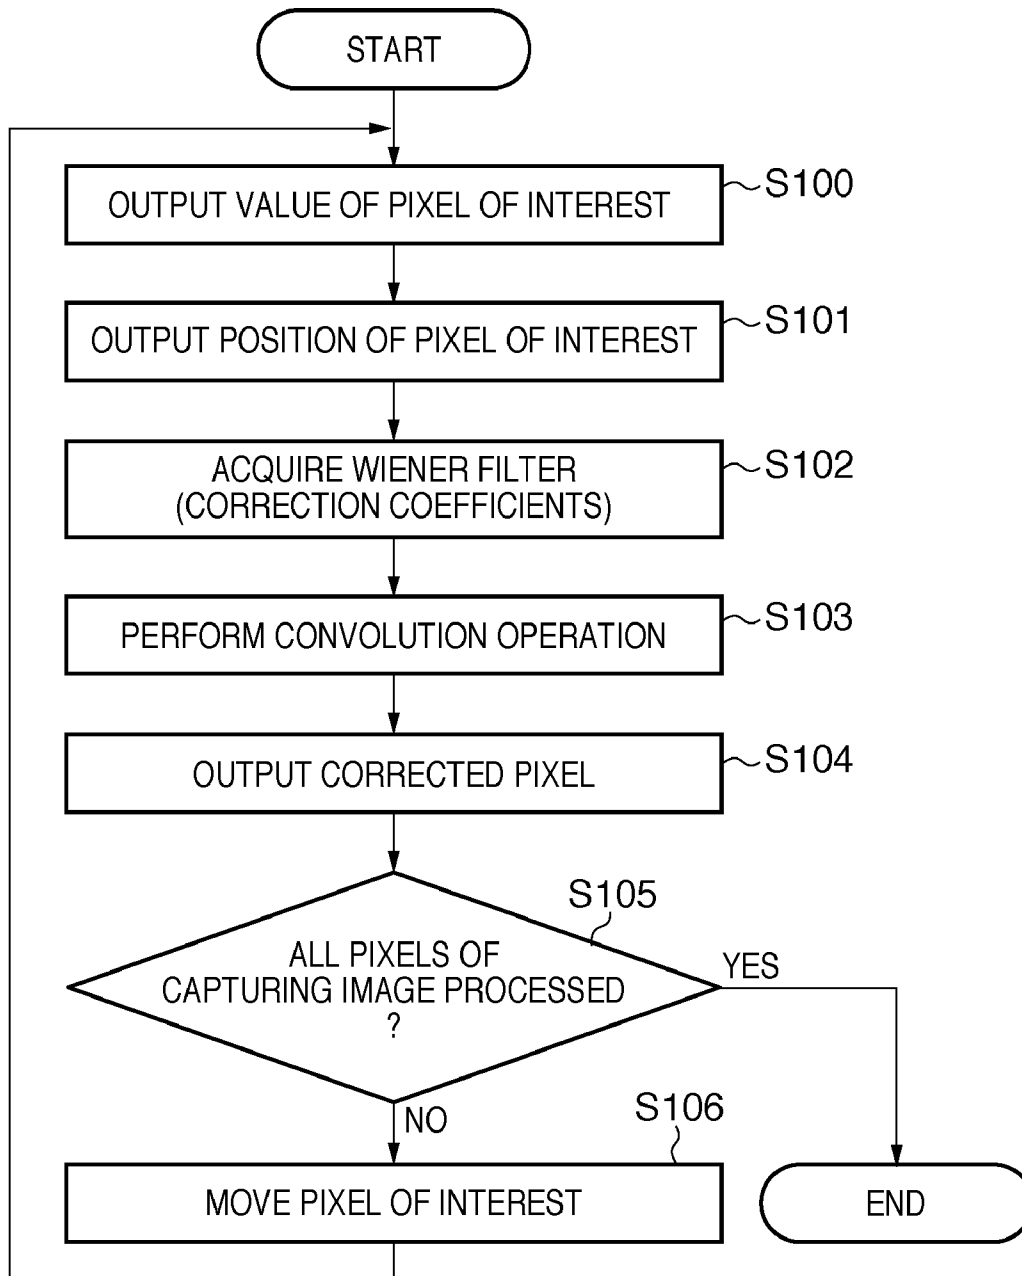 START
OUTPUT VALUE OF PIXEL OF INTEREST
S100
OUTPUT POSITION OF PIXEL OF INTEREST
S101
ACQUIRE WIENER FILTER
(CORRECTION COEFFICIENTS)
S102
PERFORM CONVOLUTION OPERATION
S103
OUTPUT CORRECTED PIXEL
S104
S105
ALL PIXELS OF
CAPTURING IMAGE PROCESSED
?
YES
NO
S106
MOVE PIXEL OF INTEREST
END